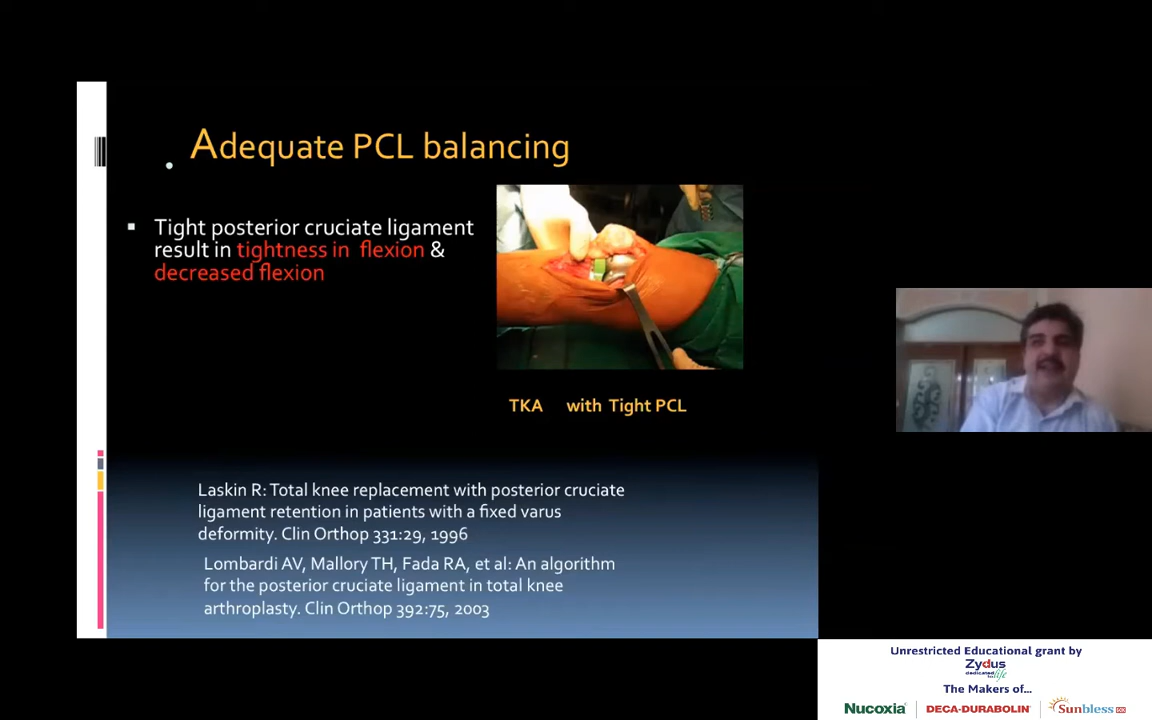 Adequate PCL balancing
Tight posterior cruciate ligament
result in tightness in flexion &
decreased flexion
TKA with Tight PCL
Laskin R: Total knee replacement with posterior cruciate
ligament retention in patients with a fixed varus
deformity. Clin Orthop 331:29, 1996
Lombardi AV, Mallory TH, Fada RA, et al: An algorithm
for the posterior cruciate ligament in total knee
arthroplasty. Clin Orthop 392:75, 2003
Unrestricted Educational grant by
Zydus
dedicated to life
The Makers of...
Nucoxia DECA-DURABOLIN Sunbless